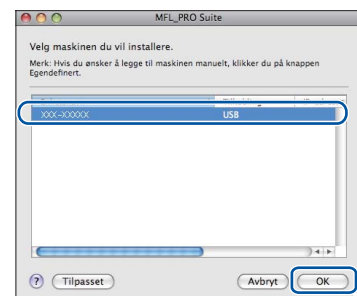 MFL_PRO Suite
Velg maskinen du vil installere.
Merk: Hvis du ønsker å legge til maskinen manuelt, klikker du på knappen
Egendefinert.
XXX-XXXXX USB
? Tilpasset Avbryt OK